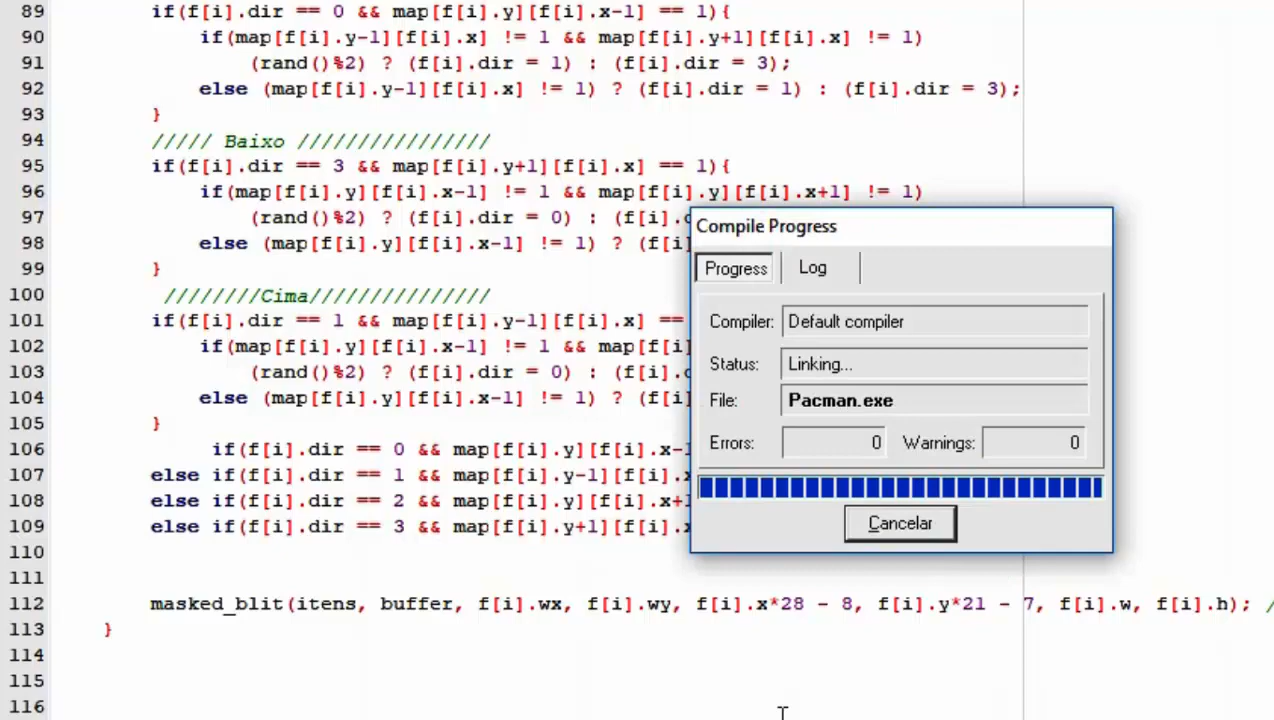 89 if(f[i].dir == 0 && map[f[i].y][f[i].x-1] == 1){
90 if(map[f[i].y-1][f[i].x] != 1 && map[f[i].y+1][f[i].x] != 1)
91 (rand()%2) ? (f[i].dir = 1) : (f[i].dir = 3);
92 else (map[f[i].y-1][f[i].x] != 1) ? (f[i].dir = 1) : (f[i].dir = 3);
93 }
94 ///// Baixo ////////////////
95 if(f[i].dir == 3 && map[f[i].y+1][f[i].x] == 1){
96 if(map[f[i].y][f[i].x-1] != 1 && map[f[i].y][f[i].x+1] != 1)
97 (rand()%2) ? (f[i].dir = 0) : (f[i].d
98 else (map[f[i].y][f[i].x-1] != 1) ? (f[i]
99 }
100 ////////Cima///////////////
101 if(f[i].dir == 1 && map[f[i].y-1][f[i].x] ==
102 if(map[f[i].y][f[i].x-1] != 1 && map[f[i]
103 (rand()%2) ? (f[i].dir = 0) : (f[i].d
104 else (map[f[i].y][f[i].x-1] != 1) ? (f[i]
105 }
106 if(f[i].dir == 0 && map[f[i].y][f[i].x-1
107 else if(f[i].dir == 1 && map[f[i].y-1][f[i].x
108 else if(f[i].dir == 2 && map[f[i].y][f[i].x+1
109 else if(f[i].dir == 3 && map[f[i].y+1][f[i].x
110
111
112 masked_blit(itens, buffer, f[i].wx, f[i].wy, f[i].x*28 - 8, f[i].y*21 - 7, f[i].w, f[i].h); /
113 }
114
115
116
Compile Progress
Progress Log
Compiler: Default compiler
Status: Linking...
File: Pacman.exe
Errors: 0 Warnings: 0
Cancelar